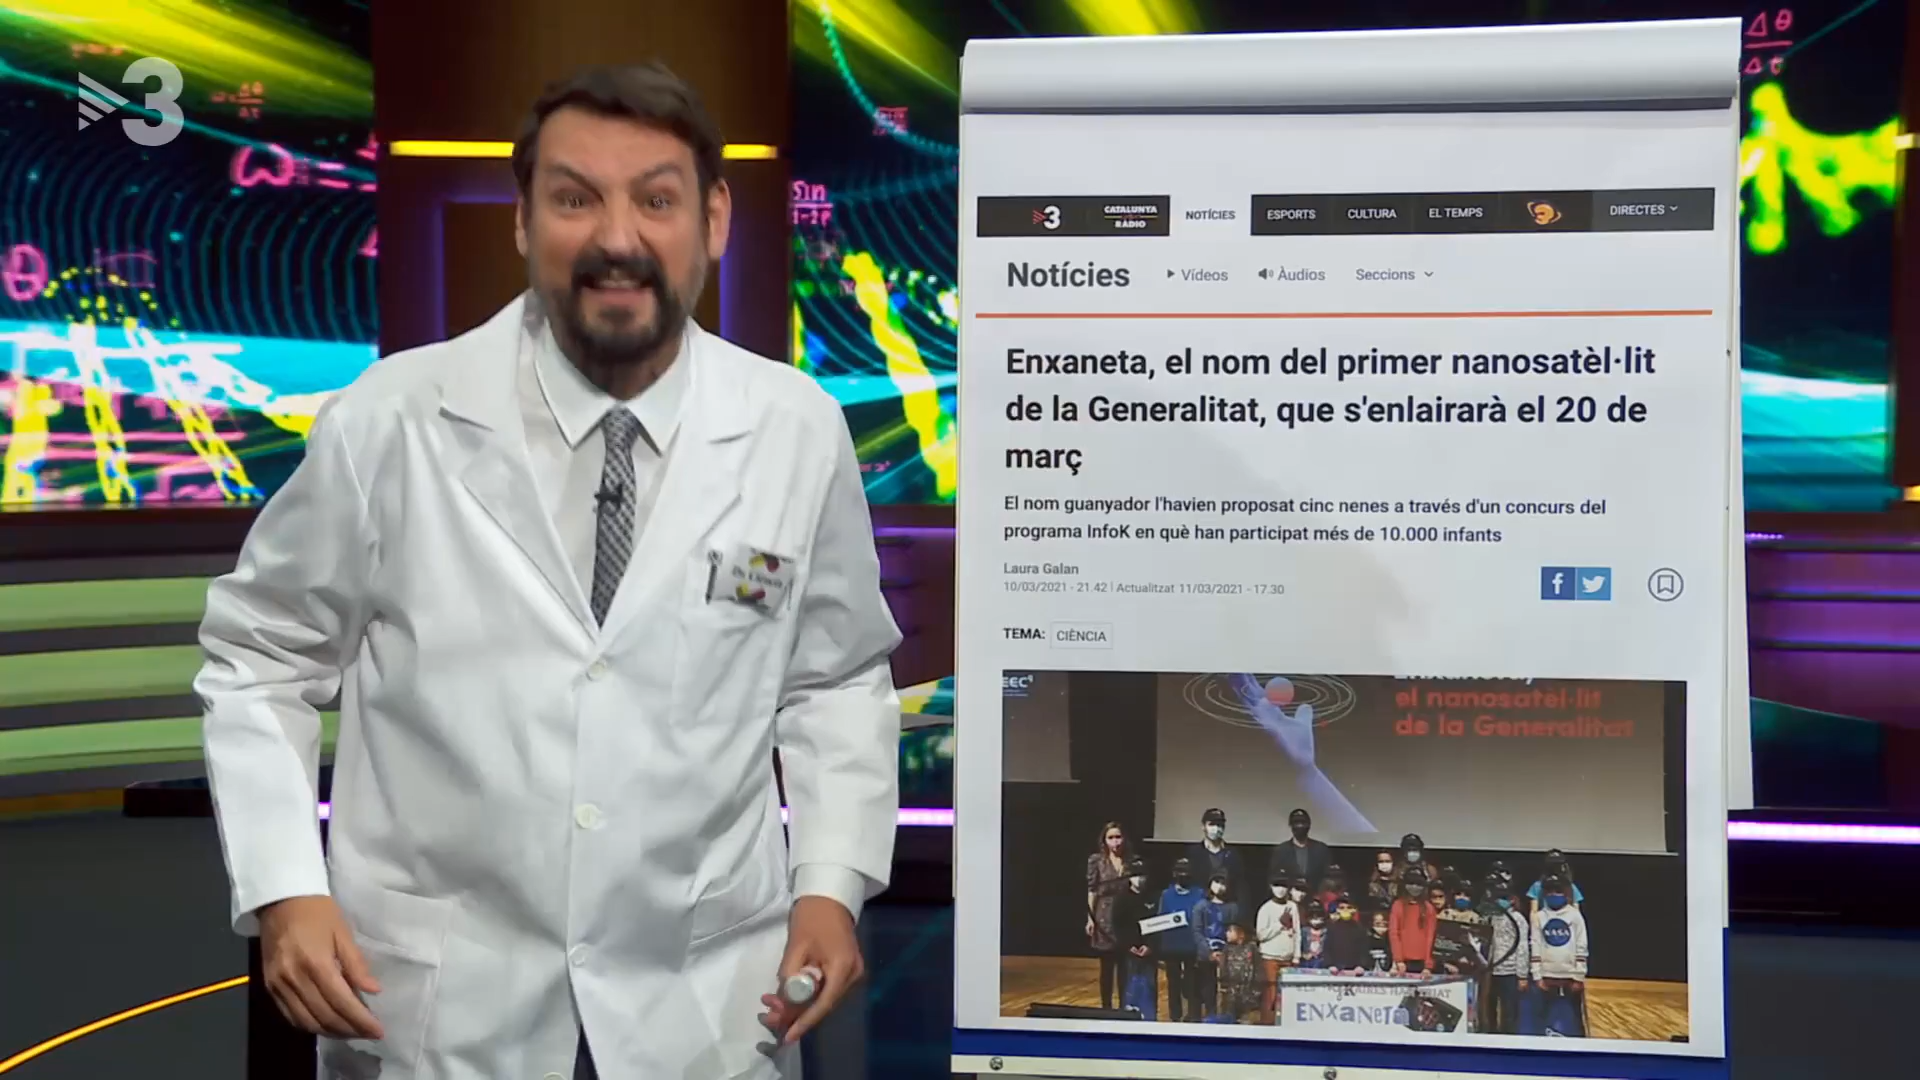 3
Δθ
Δt
Sin
3
CATALUNYA
RÀDIO
NOTÍCIES
ESPORTS
CULTURA
EL TEMPS
DIRECTES
Notícies
Vídeos
Àudios
Seccions
Enxaneta, el nom del primer nanosatèl·lit
de la Generalitat, que s'enlairarà el 20 de
març
El nom guanyador l'havien proposat cinc nenes a través d'un concurs del
programa InfoK en què han participat més de 10.000 infants
Laura Galan
10/03/2021 - 21.42 | Actualitzat 11/03/2021 - 17.30
TEMA: CIÈNCIA
el nanosatèl·lit
de la Generalitat
NASA
ENXANETA